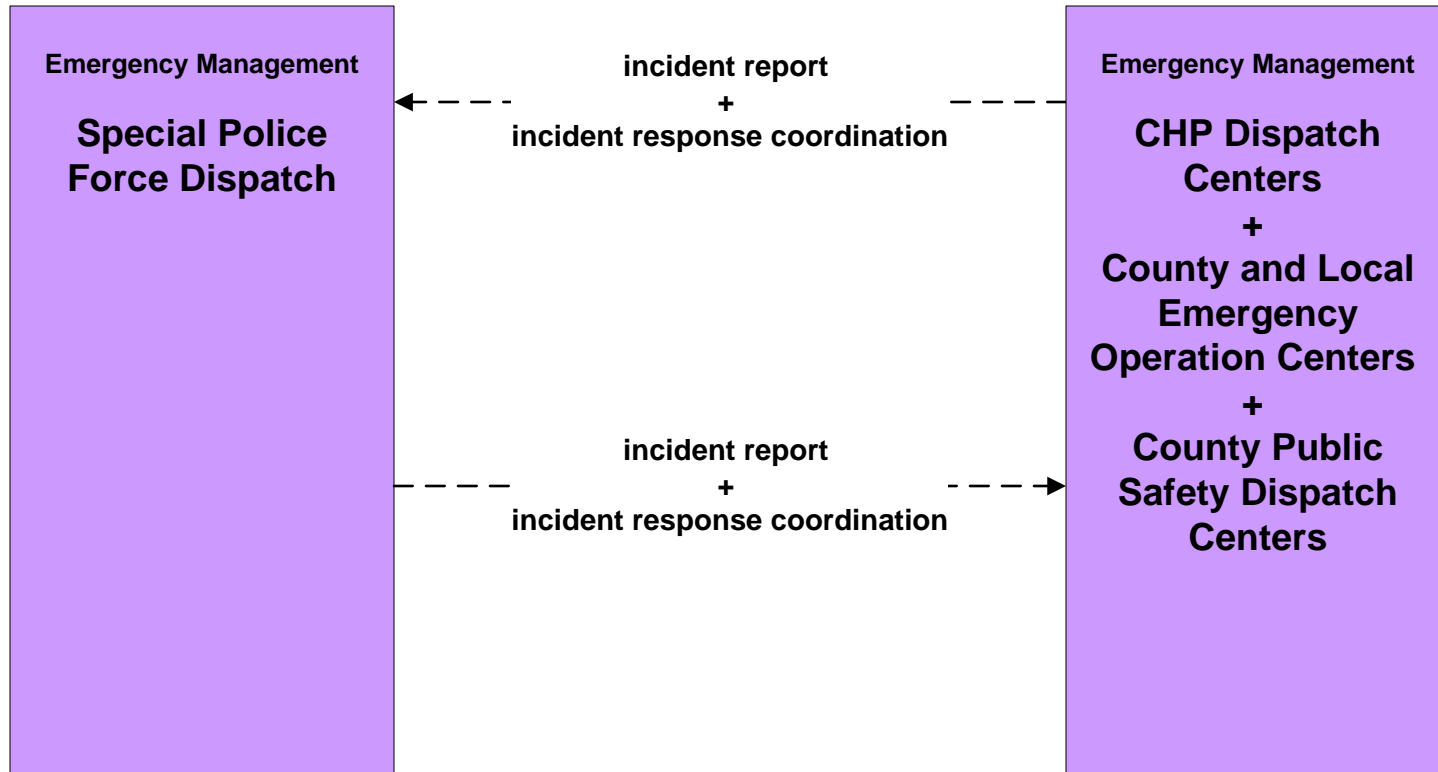 Emergency Management
Special Police
Force Dispatch
incident report
+
incident response coordination
incident report
+
incident response coordination
Emergency Management
CHP Dispatch
Centers
+
County and Local
Emergency
Operation Centers
+
County Public
Safety Dispatch
Centers